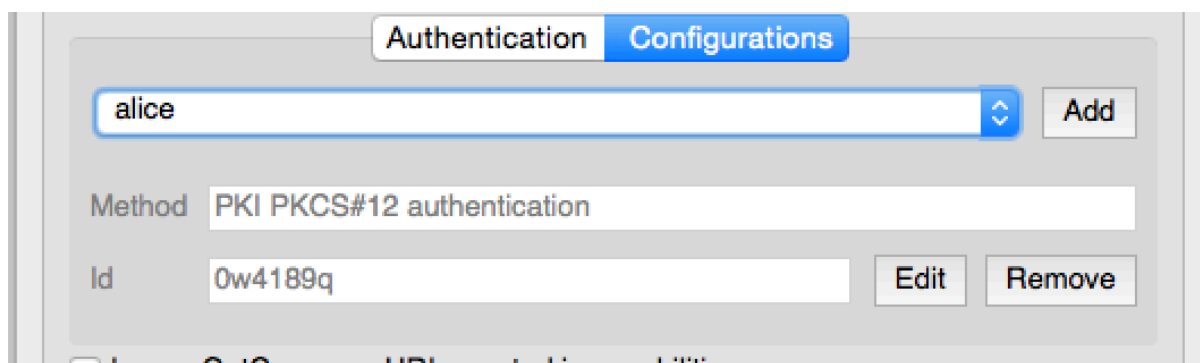 Authentication Configurations
alice Add
Method PKI PKCS#12 authentication
Id 0w4189q Edit Remove